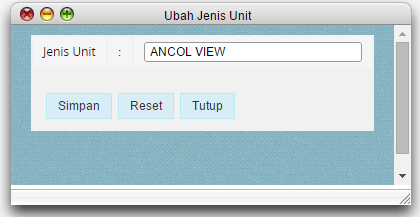 Ubah Jenis Unit
Jenis Unit : ANCOL VIEW
Simpan Reset Tutup